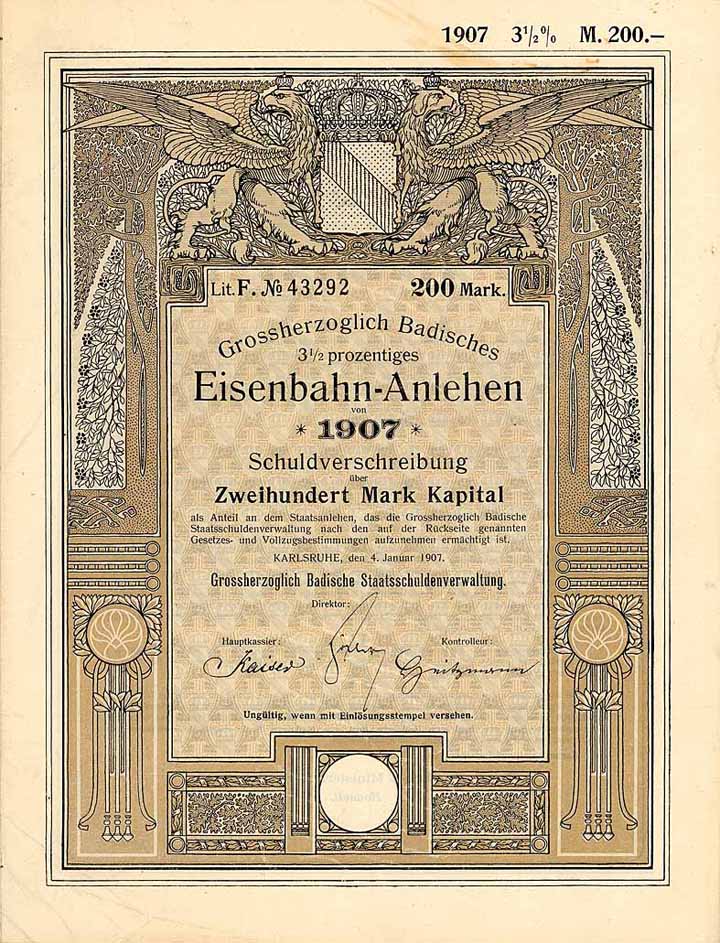 1907 3½% M. 200.–
Lit. F. № 43292 200 Mark.
Grossherzoglich Badisches
3½ prozentiges
Eisenbahn-Anlehen
von
* 1907 *
Schuldverschreibung
über
Zweihundert Mark Kapital
als Anteil an dem Staatsanlehen, das die Grossherzoglich Badische
Staatsschuldenverwaltung nach den auf der Rückseite genannten
Gesetzes- und Vollzugsbestimmungen aufzunehmen ermächtigt ist.
KARLSRUHE, den 4. Januar 1907.
Grossherzoglich Badische Staatsschuldenverwaltung.
Direktor:
Hauptkassier: Kontrolleur:
Kaiser
Ungültig, wenn mit Einlösungsstempel versehen.